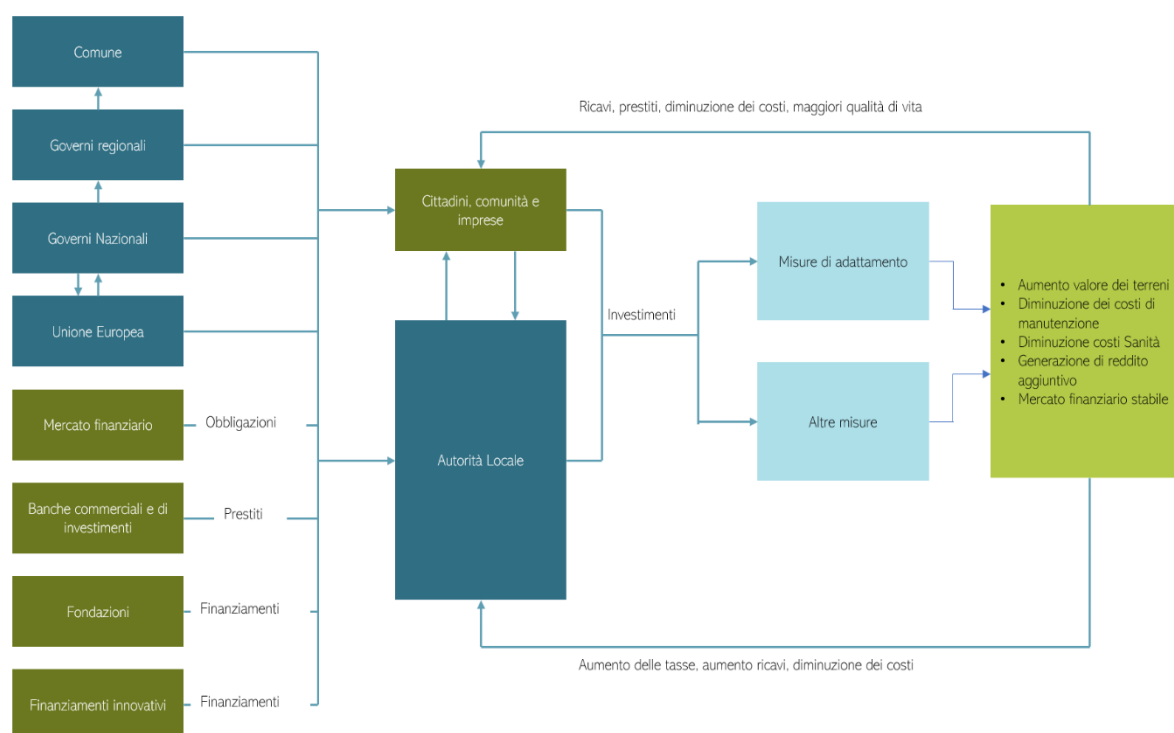 Comune
Governi regionali
Governi Nazionali
Unione Europea
Mercato finanziario
Banche commerciali e di
investimenti
Fondazioni
Finanziamenti innovativi
Obbligazioni
Prestiti
Finanziamenti
Finanziamenti
Ricavi, prestiti, diminuzione dei costi, maggiori qualità di vita
Cittadini, comunità e
imprese
Autorità Locale
Investimenti
Misure di adattamento
Altre misure
• Aumento valore dei terreni
• Diminuzione dei costi di
manutenzione
• Diminuzione costi Sanità
• Generazione di reddito
aggiuntivo
• Mercato finanziario stabile
Aumento delle tasse, aumento ricavi, diminuzione dei costi